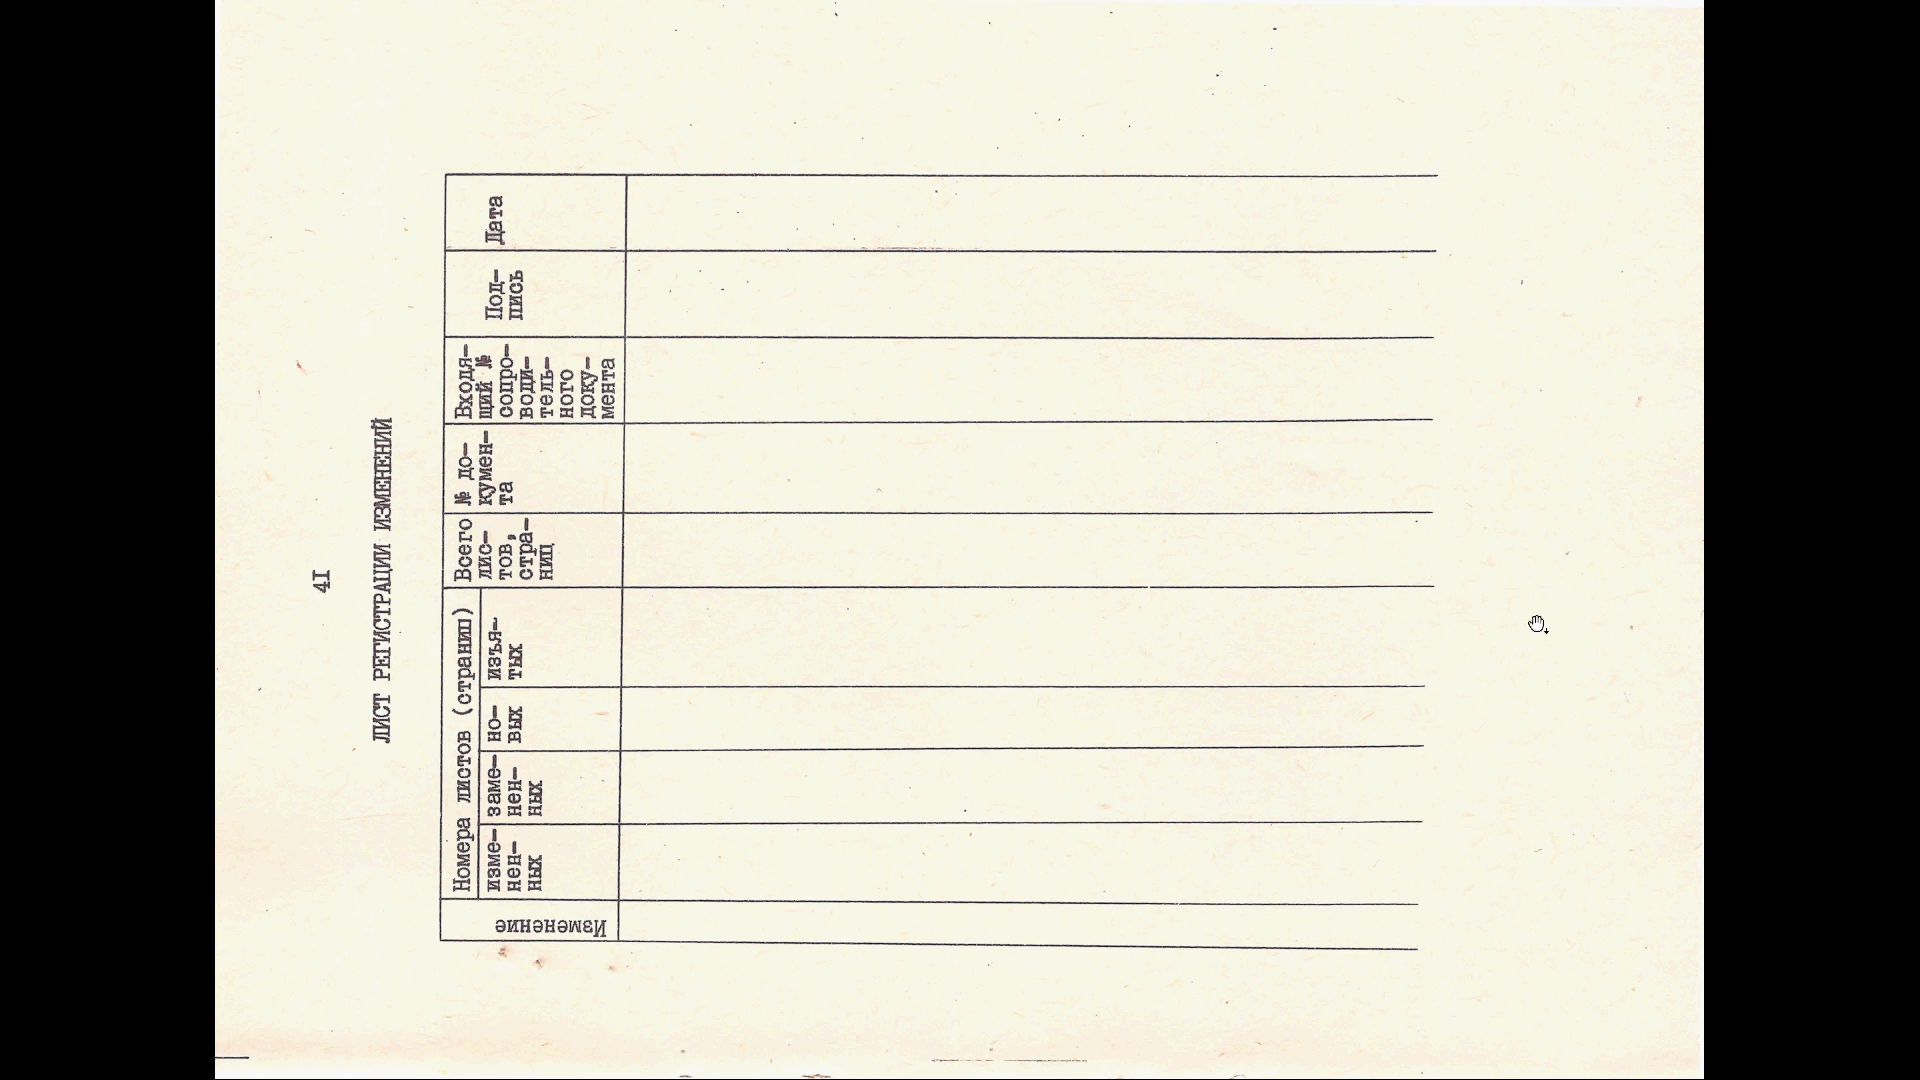 4I
ЛИСТ РЕГИСТРАЦИИ ИЗМЕНЕНИЙ
Изменение
Номера листов (страниц)
изме-
нен-
ных
заме-
нен-
ных
но-
вых
изъя-
тых
Всего
лис-
тов,
стра-
ниц
№ до-
кумен-
та
Входя-
щий №
сопро-
води-
тель-
ного
доку-
мента
Под-
пись
Дата